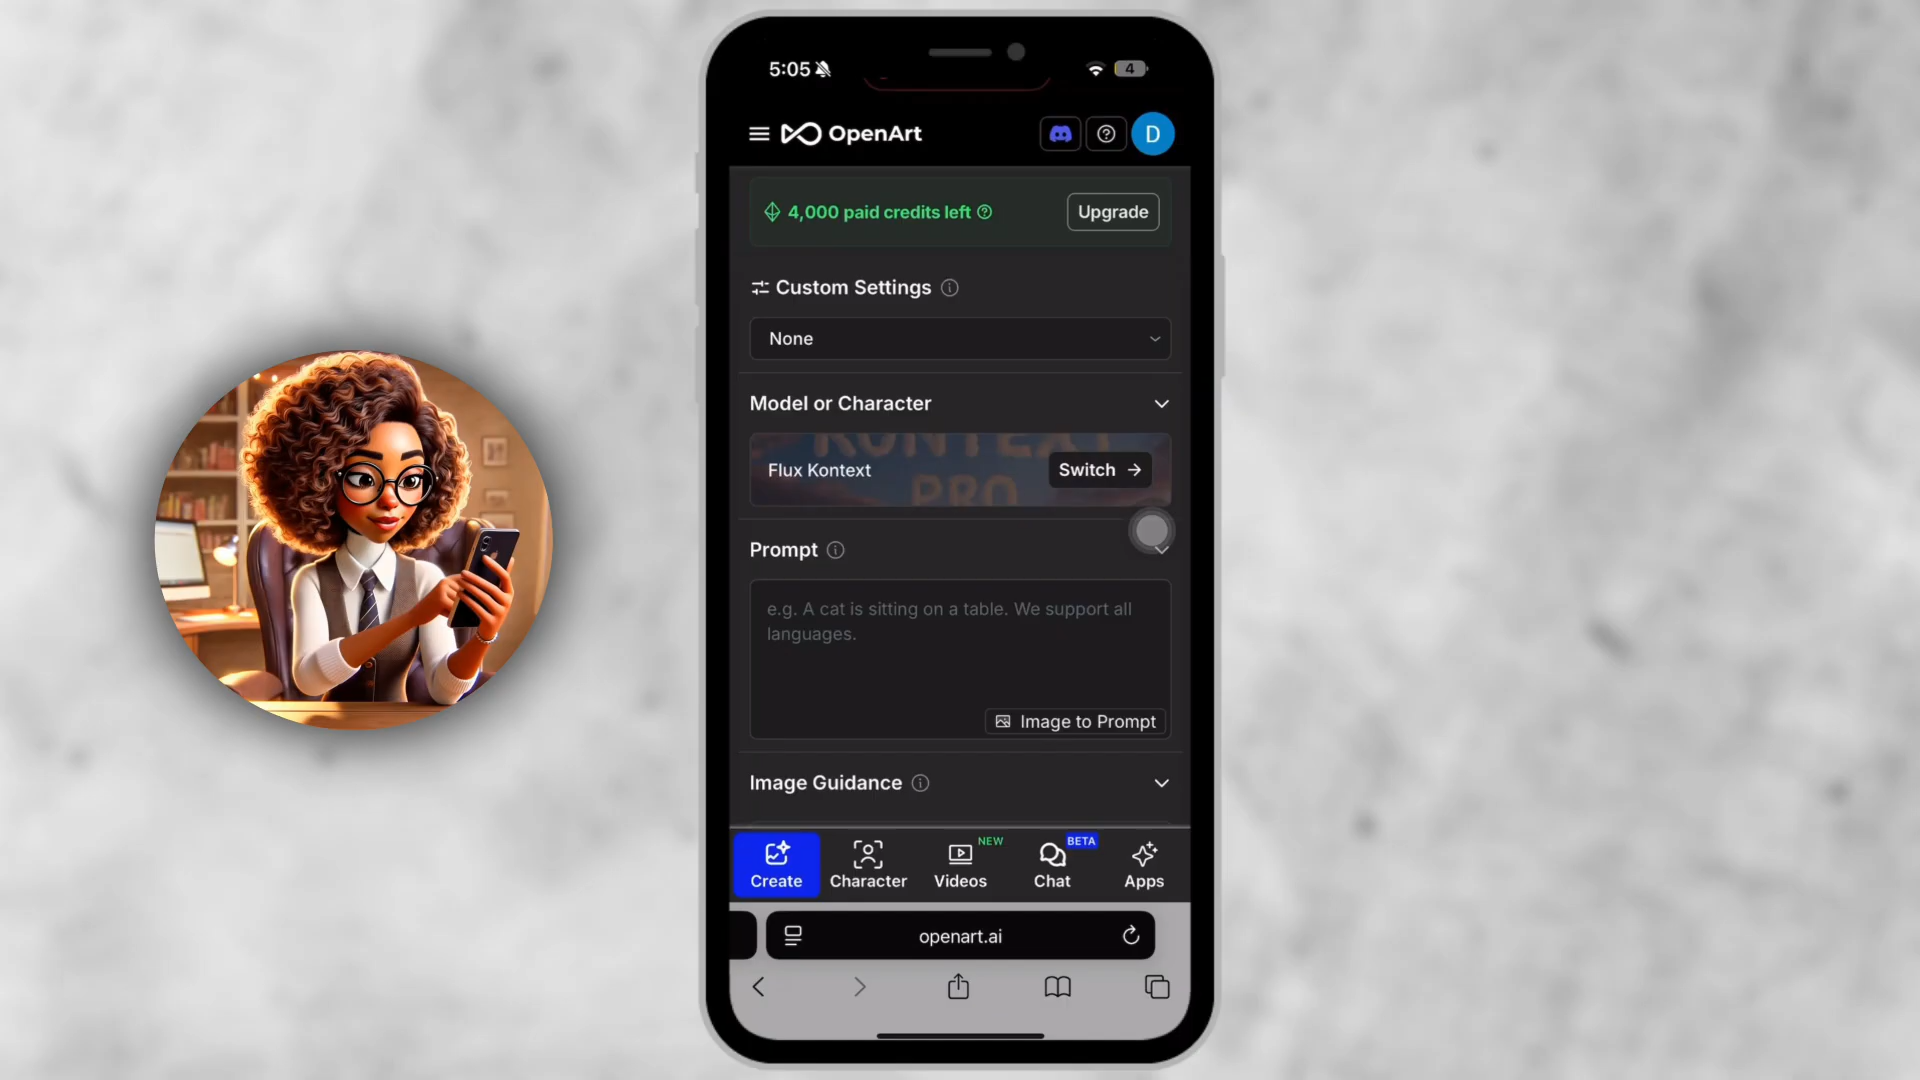 5:05
4
OpenArt
D
4,000 paid credits left
Upgrade
Custom Settings
None
Model or Character
KONTEXT
PRO
Flux Kontext
Switch
Prompt
e.g. A cat is sitting on a table. We support all
languages.
Image to Prompt
Image Guidance
NEW
BETA
Create
Character
Videos
Chat
Apps
openart.ai